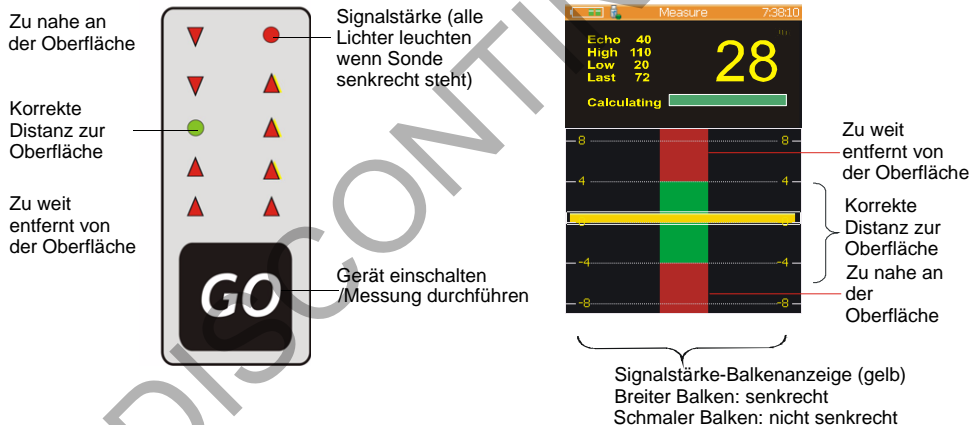 Zu nahe an
der Oberfläche
Signalstärke (alle
Lichter leuchten
wenn Sonde
senkrecht steht)
Korrekte
Distanz zur
Oberfläche
Zu weit
entfernt von
der Oberfläche
GO
Gerät einschalten
/Messung durchführen
Measure 7:38:10
Echo 40
High 110
Low 20
Last 72
28
Calculating
8 8
4 4
-4 -4
-8 -8
Zu weit
entfernt von
der Oberfläche
Korrekte
Distanz zur
Oberfläche
Zu nahe an
der
Oberfläche
Signalstärke-Balkenanzeige (gelb)
Breiter Balken: senkrecht
Schmaler Balken: nicht senkrecht